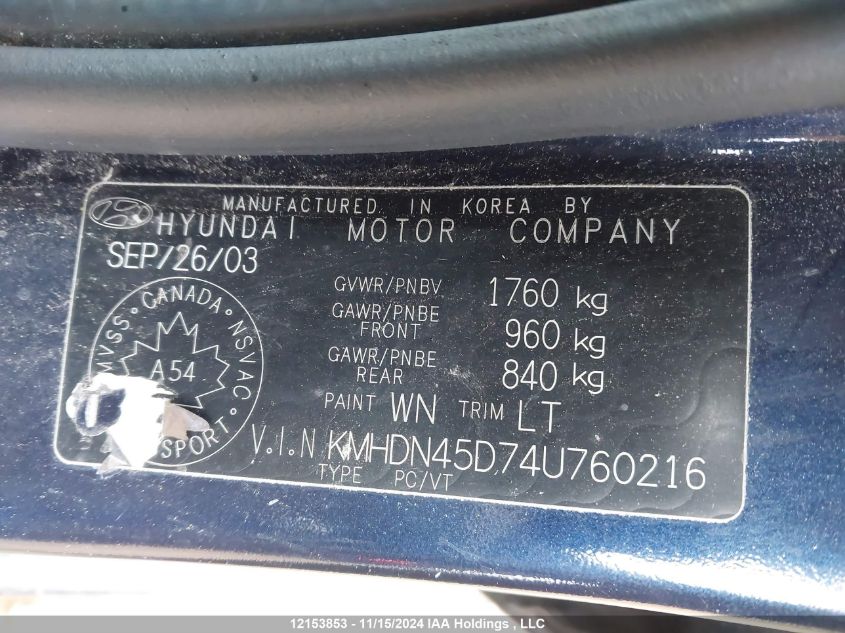 MANUFACTURED IN KOREA BY
HYUNDAI MOTOR COMPANY
SEP/26/03
GVWR/PNBV 1760 kg
GAWR/PNBE
FRONT 960 kg
GAWR/PNBE
REAR 840 kg
PAINT WN TRIM LT
V.I.N KMHDN45D74U760216
TYPE PC/VT
MVSS · CANADA · NSVAC ·
A54
SPORT
12153853 - 11/15/2024 IAA Holdings , LLC